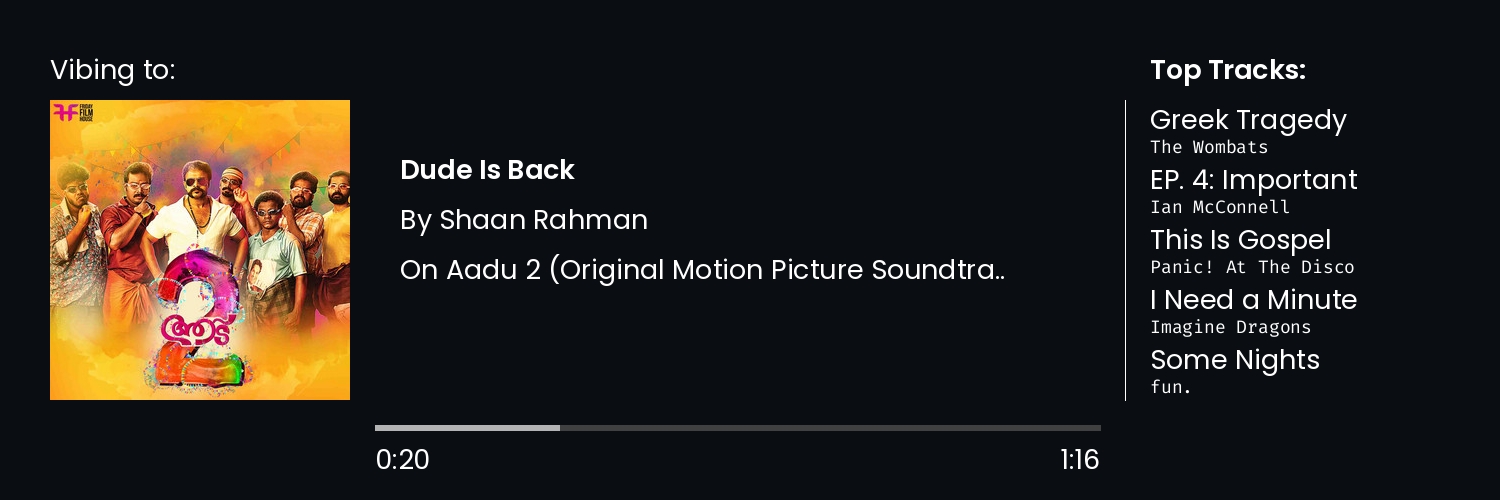 Vibing to:
FRIDAY
FILM
HOUSE
2
ആട്
Dude Is Back
By Shaan Rahman
On Aadu 2 (Original Motion Picture Soundtra..
0:20
1:16
Top Tracks:
Greek Tragedy
The Wombats
EP. 4: Important
Ian McConnell
This Is Gospel
Panic! At The Disco
I Need a Minute
Imagine Dragons
Some Nights
fun.